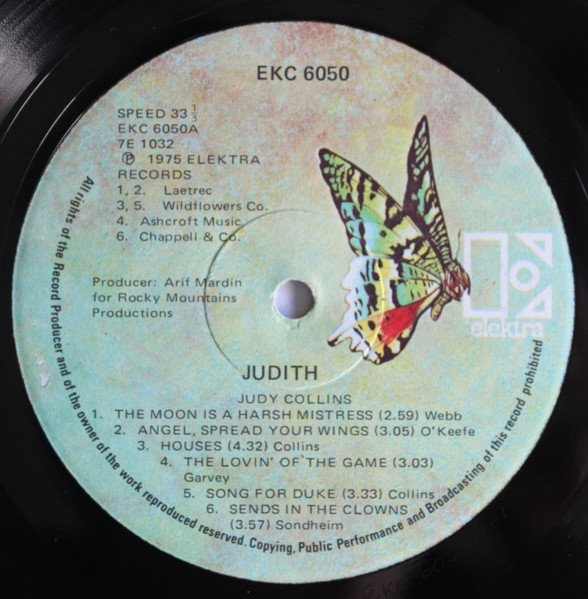 EKC 6050
SPEED 33 1/3
EKC 6050A
7E 1032
℗ 1975 ELEKTRA
RECORDS
1, 2. Laetrec
3, 5. Wildflowers Co.
4. Ashcroft Music
6. Chappell & Co.
Producer: Arif Mardin
for Rocky Mountains
Productions
elektra
JUDITH
JUDY COLLINS
1. THE MOON IS A HARSH MISTRESS (2.59) Webb
2. ANGEL, SPREAD YOUR WINGS (3.05) O'Keefe
3. HOUSES (4.32) Collins
4. THE LOVIN' OF THE GAME (3.03)
Garvey
5. SONG FOR DUKE (3.33) Collins
6. SENDS IN THE CLOWNS
(3.57) Sondheim
All rights of the Record Producer and of the owner of the work reproduced reserved. Copying, Public Performance and Broadcasting of this record prohibited